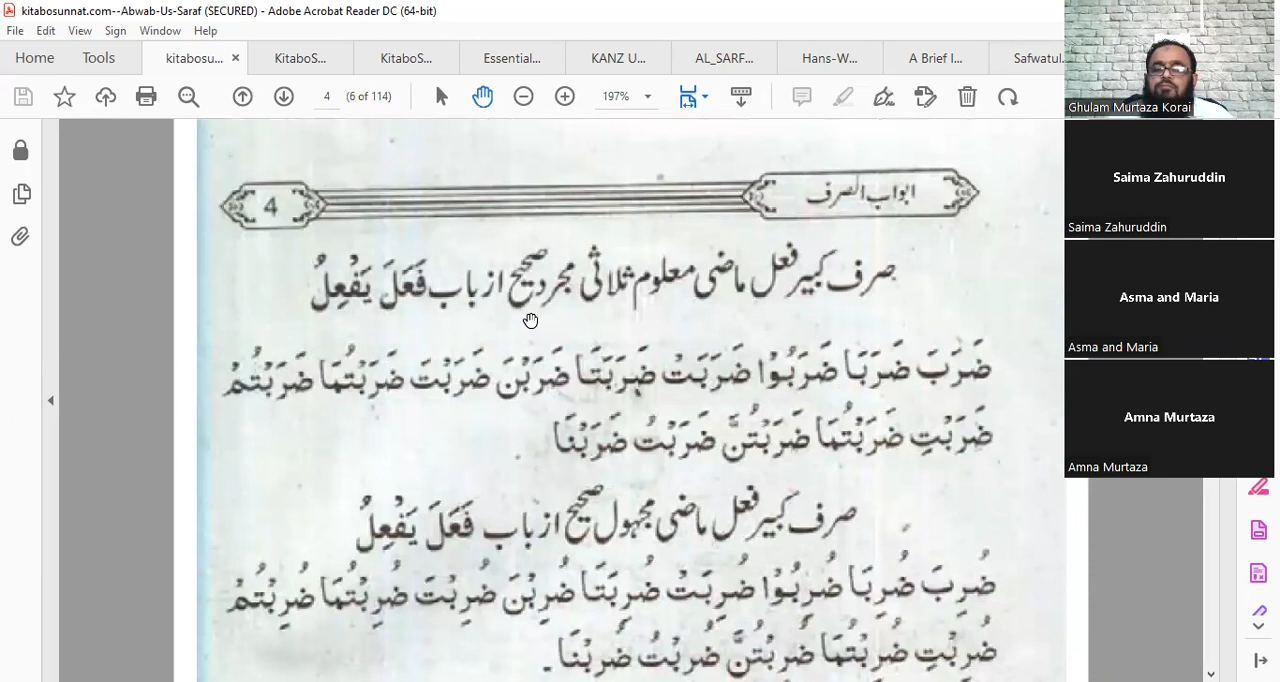 kitabosunnat.com--Abwab-Us-Saraf (SECURED) - Adobe Acrobat Reader DC (64-bit)
File Edit View Sign Window Help
Home Tools kitabosu... × KitaboS... KitaboS... Essential... KANZ U... AL_SARF... Hans-W... A Brief I... Safwatul
4 (6 of 114) 197%
4 ابواب الصرف
صرف کبیر فعل ماضی معلوم ثلاثی مجرد صحیح از باب فَعَلَ يَفْعِلُ
ضَرَبَ ضَرَبَا ضَرَبُوْا ضَرَبَتْ ضَرَبَتَا ضَرَبْنَ ضَرَبْتَ ضَرَبْتُمَا ضَرَبْتُمْ
ضَرَبْتِ ضَرَبْتُمَا ضَرَبْتُنَّ ضَرَبْتُ ضَرَبْنَا
صرف کبیر فعل ماضی مجہول صحیح از باب فَعَلَ يَفْعِلُ
ضُرِبَ ضُرِبَا ضُرِبُوْا ضُرِبَتْ ضُرِبَتَا ضُرِبْنَ ضُرِبْتَ ضُرِبْتُمَا ضُرِبْتُمْ
ضُرِبْتِ ضُرِبْتُمَا ضُرِبْتُنَّ ضُرِبْتُ ضُرِبْنَا ۔
Ghulam Murtaza Korai
Saima Zahuruddin
Saima Zahuruddin
Asma and Maria
Asma and Maria
Amna Murtaza
Amna Murtaza